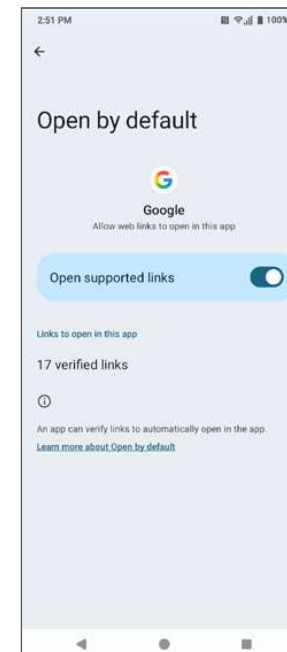 2:51 PM 100%
Open by default
Google
Allow web links to open in this app
Open supported links
Links to open in this app
17 verified links
An app can verify links to automatically open in the app.
Learn more about Open by default